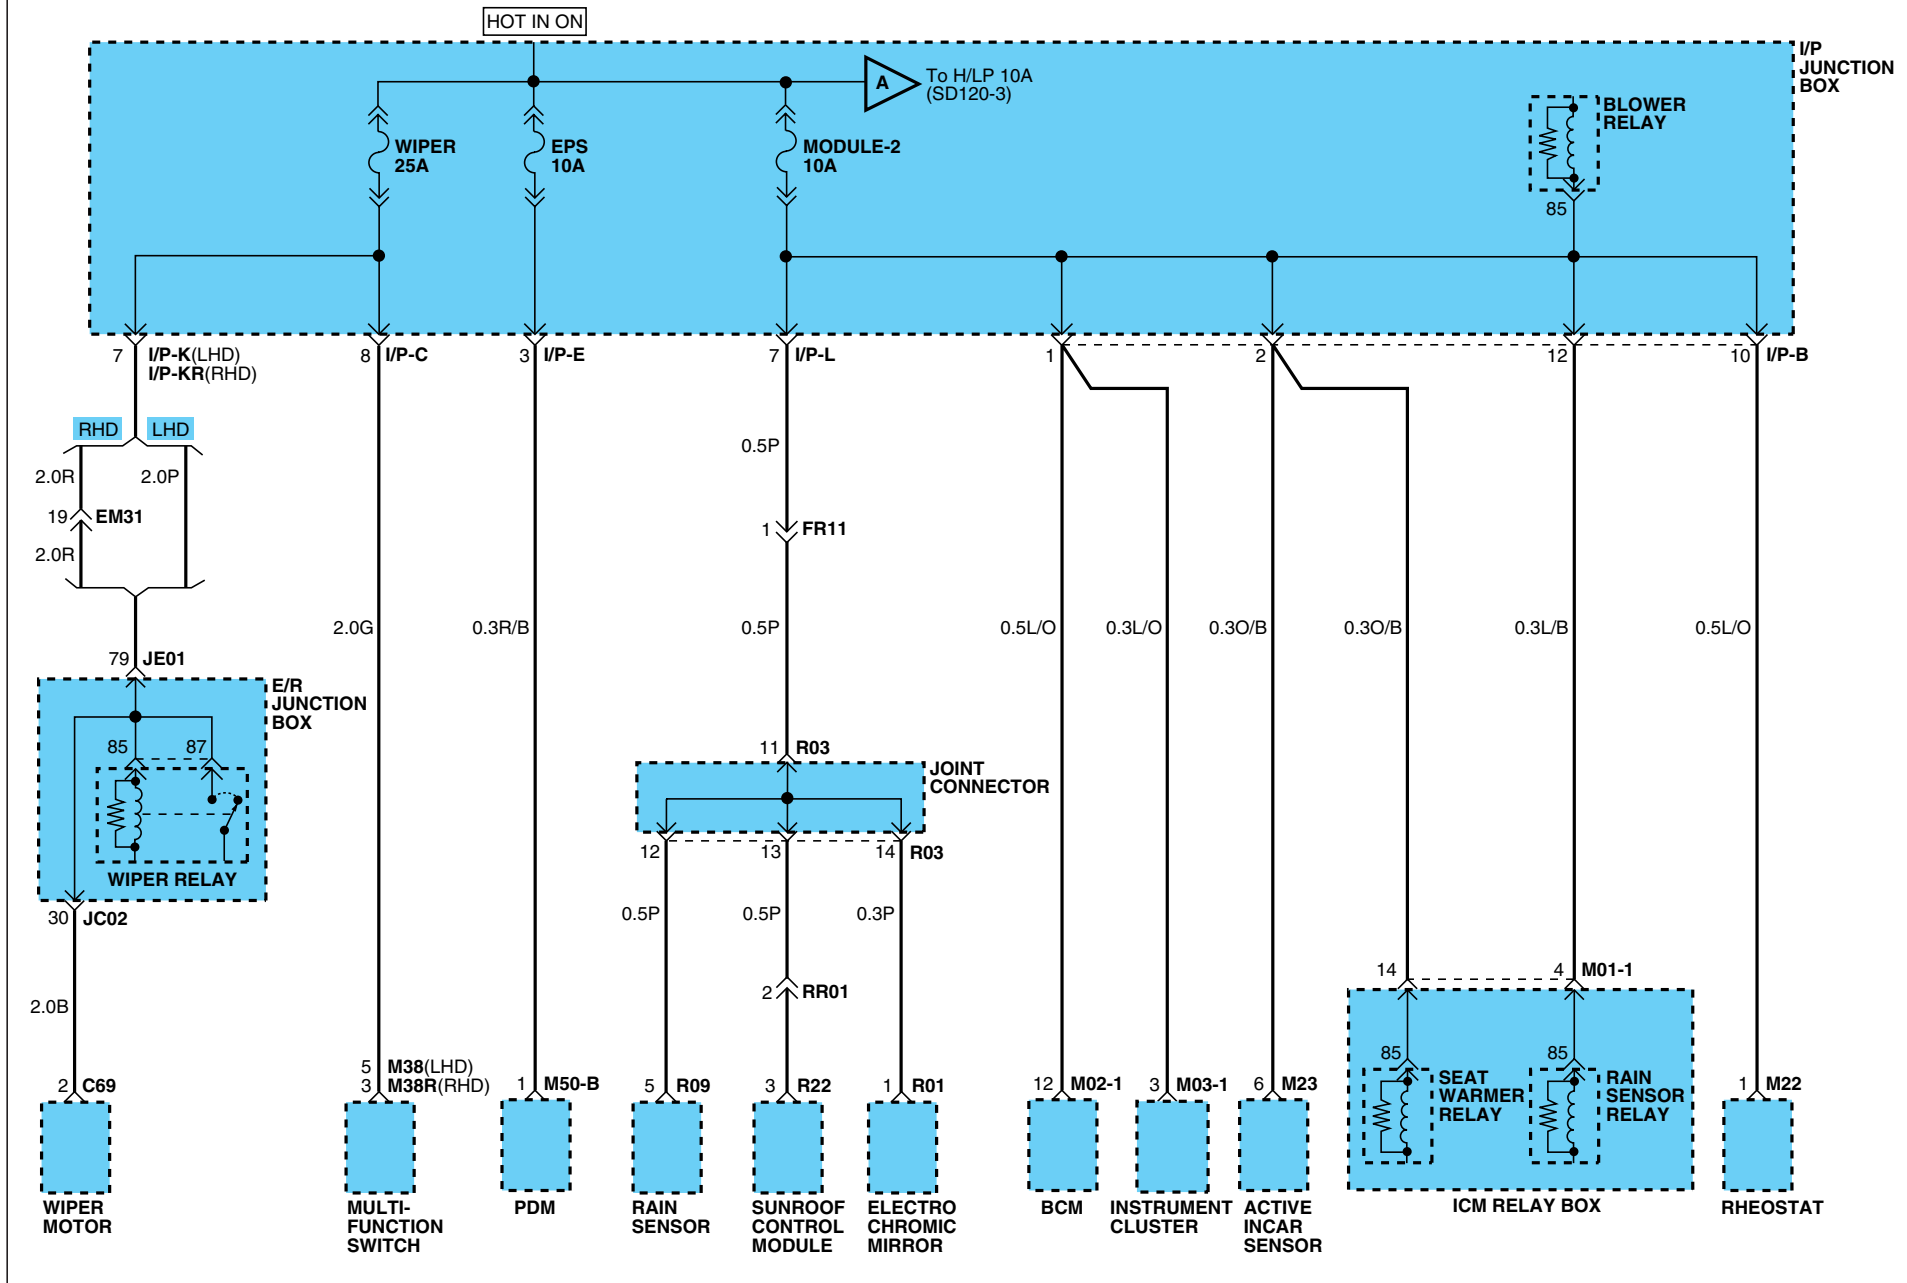 HOT IN ON
I/P
JUNCTION
BOX
A
To H/LP 10A
(SD120-3)
WIPER
25A
EPS
10A
MODULE-2
10A
BLOWER
RELAY
85
7
I/P-K(LHD)
I/P-KR(RHD)
8
I/P-C
3
I/P-E
7
I/P-L
1
2
12
10
I/P-B
RHD
LHD
2.0R
2.0P
19
EM31
2.0R
0.5P
1
FR11
2.0G
0.3R/B
0.5P
0.5L/O
0.3L/O
0.3O/B
0.3O/B
0.3L/B
0.5L/O
79
JE01
E/R
JUNCTION
BOX
85
87
WIPER RELAY
30
JC02
11
R03
JOINT
CONNECTOR
12
13
14
R03
0.5P
0.5P
0.3P
2
RR01
2.0B
14
4
M01-1
85
SEAT
WARMER
RELAY
85
RAIN
SENSOR
RELAY
2
C69
5
M38(LHD)
3
M38R(RHD)
1
M50-B
5
R09
3
R22
1
R01
12
M02-1
3
M03-1
6
M23
1
M22
WIPER
MOTOR
MULTI-
FUNCTION
SWITCH
PDM
RAIN
SENSOR
SUNROOF
CONTROL
MODULE
ELECTRO
CHROMIC
MIRROR
BCM
INSTRUMENT
CLUSTER
ACTIVE
INCAR
SENSOR
ICM RELAY BOX
RHEOSTAT